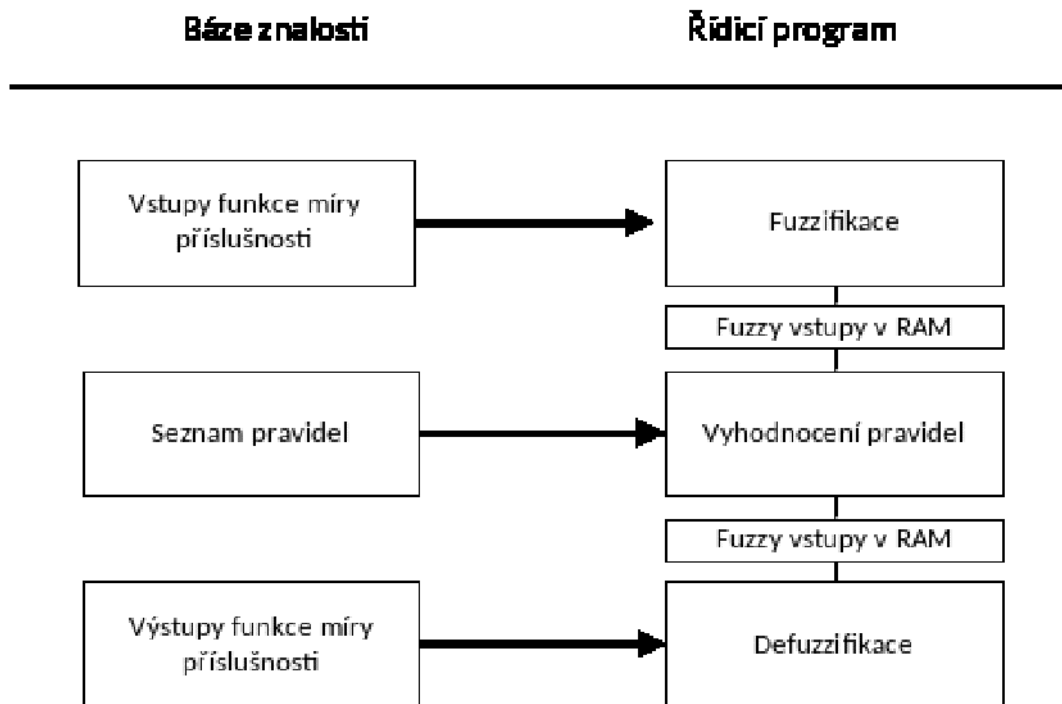 Báze znalostí
Řídicí program
Vstupy funkce míry
příslušnosti
Fuzzifikace
Fuzzy vstupy v RAM
Seznam pravidel
Vyhodnocení pravidel
Fuzzy vstupy v RAM
Výstupy funkce míry
příslušnosti
Defuzzifikace